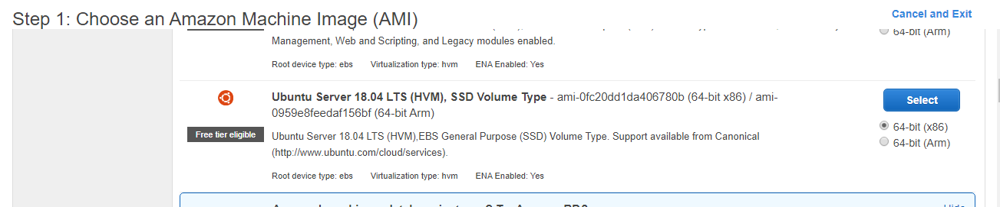 Step 1: Choose an Amazon Machine Image (AMI)
Cancel and Exit
Management, Web and Scripting, and Legacy modules enabled.
64-bit (Arm)
Root device type: ebs Virtualization type: hvm ENA Enabled: Yes
Ubuntu Server 18.04 LTS (HVM), SSD Volume Type - ami-0fc20dd1da406780b (64-bit x86) / ami-
0959e8feedaf156bf (64-bit Arm)
Select
Free tier eligible
Ubuntu Server 18.04 LTS (HVM),EBS General Purpose (SSD) Volume Type. Support available from Canonical
(http://www.ubuntu.com/cloud/services).
64-bit (x86)
64-bit (Arm)
Root device type: ebs Virtualization type: hvm ENA Enabled: Yes